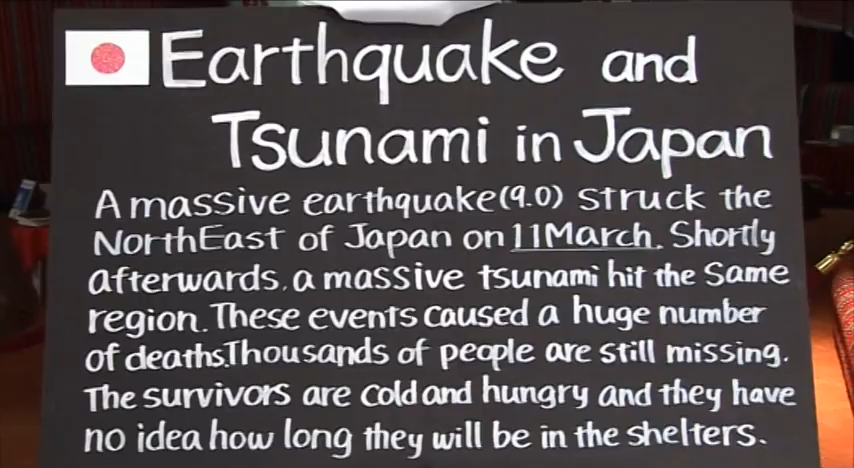 Earthquake and
Tsunami in Japan
A massive earthquake(9.0) struck the
NorthEast of Japan on 11March. Shortly
afterwards, a massive tsunami hit the same
region. These events caused a huge number
of deaths.Thousands of people are still missing.
The survivors are cold and hungry and they have
no idea how long they will be in the shelters.